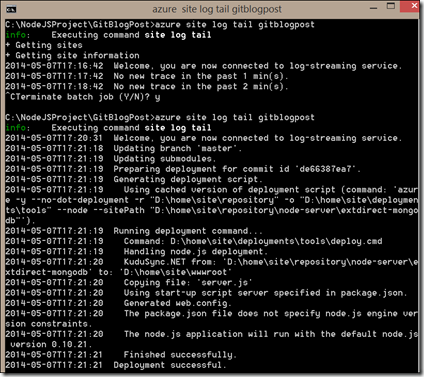 C:\NodeJSProject\GitBlogPost>azure site log tail gitblogpost
info:    Executing command site log tail
+ Getting sites
+ Getting site information
2014-05-07T17:16:42  Welcome, you are now connected to log-streaming service.
2014-05-07T17:17:42  No new trace in the past 1 min(s).
2014-05-07T17:18:42  No new trace in the past 2 min(s).
^CTerminate batch job (Y/N)? y
C:\NodeJSProject\GitBlogPost>azure site log tail gitblogpost
info:    Executing command site log tail
2014-05-07T17:20:31  Welcome, you are now connected to log-streaming service.
2014-05-07T17:21:18  Updating branch 'master'.
2014-05-07T17:21:19  Updating submodules.
2014-05-07T17:21:19  Preparing deployment for commit id 'de66387ea7'.
2014-05-07T17:21:19  Generating deployment script.
2014-05-07T17:21:19    Using cached version of deployment script (command: 'azur
e -y --no-dot-deployment -r "D:\home\site\repository" -o "D:\home\site\deploymen
ts\tools" --node --sitePath "D:\home\site\repository\node-server\extdirect-mongo
db"').
2014-05-07T17:21:19  Running deployment command...
2014-05-07T17:21:19    Command: D:\home\site\deployments\tools\deploy.cmd
2014-05-07T17:21:19    Handling node.js deployment.
2014-05-07T17:21:20    KuduSync.NET from: 'D:\home\site\repository\node-server\e
xtdirect-mongodb' to: 'D:\home\site\wwwroot'
2014-05-07T17:21:20    Copying file: 'server.js'
2014-05-07T17:21:20    Using start-up script server specified in package.json.
2014-05-07T17:21:20    Generated web.config.
2014-05-07T17:21:20    The package.json file does not specify node.js engine ver
sion constraints.
2014-05-07T17:21:20    The node.js application will run with the default node.js
 version 0.10.21.
2014-05-07T17:21:21    Finished successfully.
2014-05-07T17:21:21  Deployment successful.
azure site log tail gitblogpost